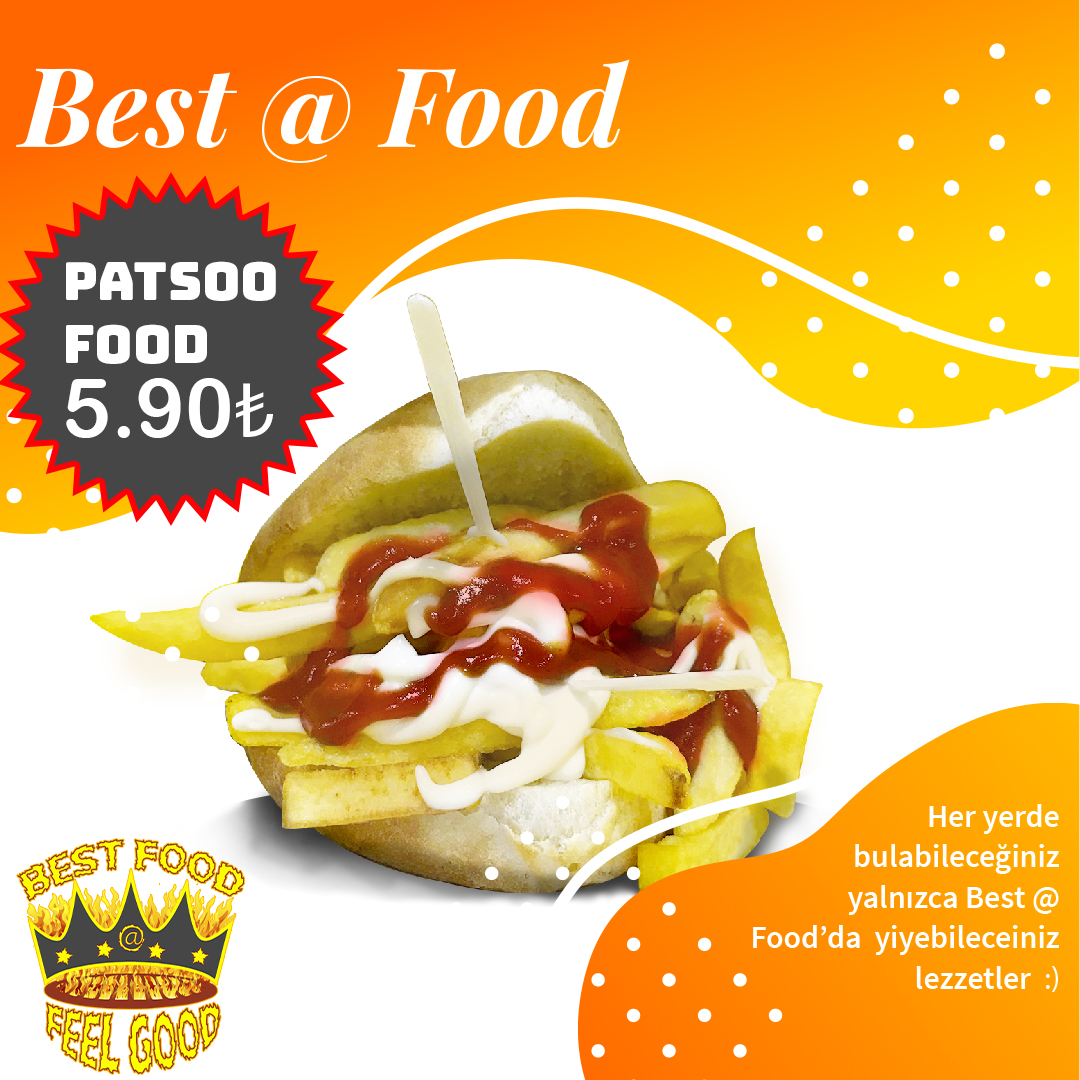 Best @ Food
PATSOO
FOOD
5.90₺
Her yerde
bulabileceğiniz
yalnızca Best @
Food’da yiyebileceiniz
lezzetler :)
BEST FOOD
@
FEEL GOOD